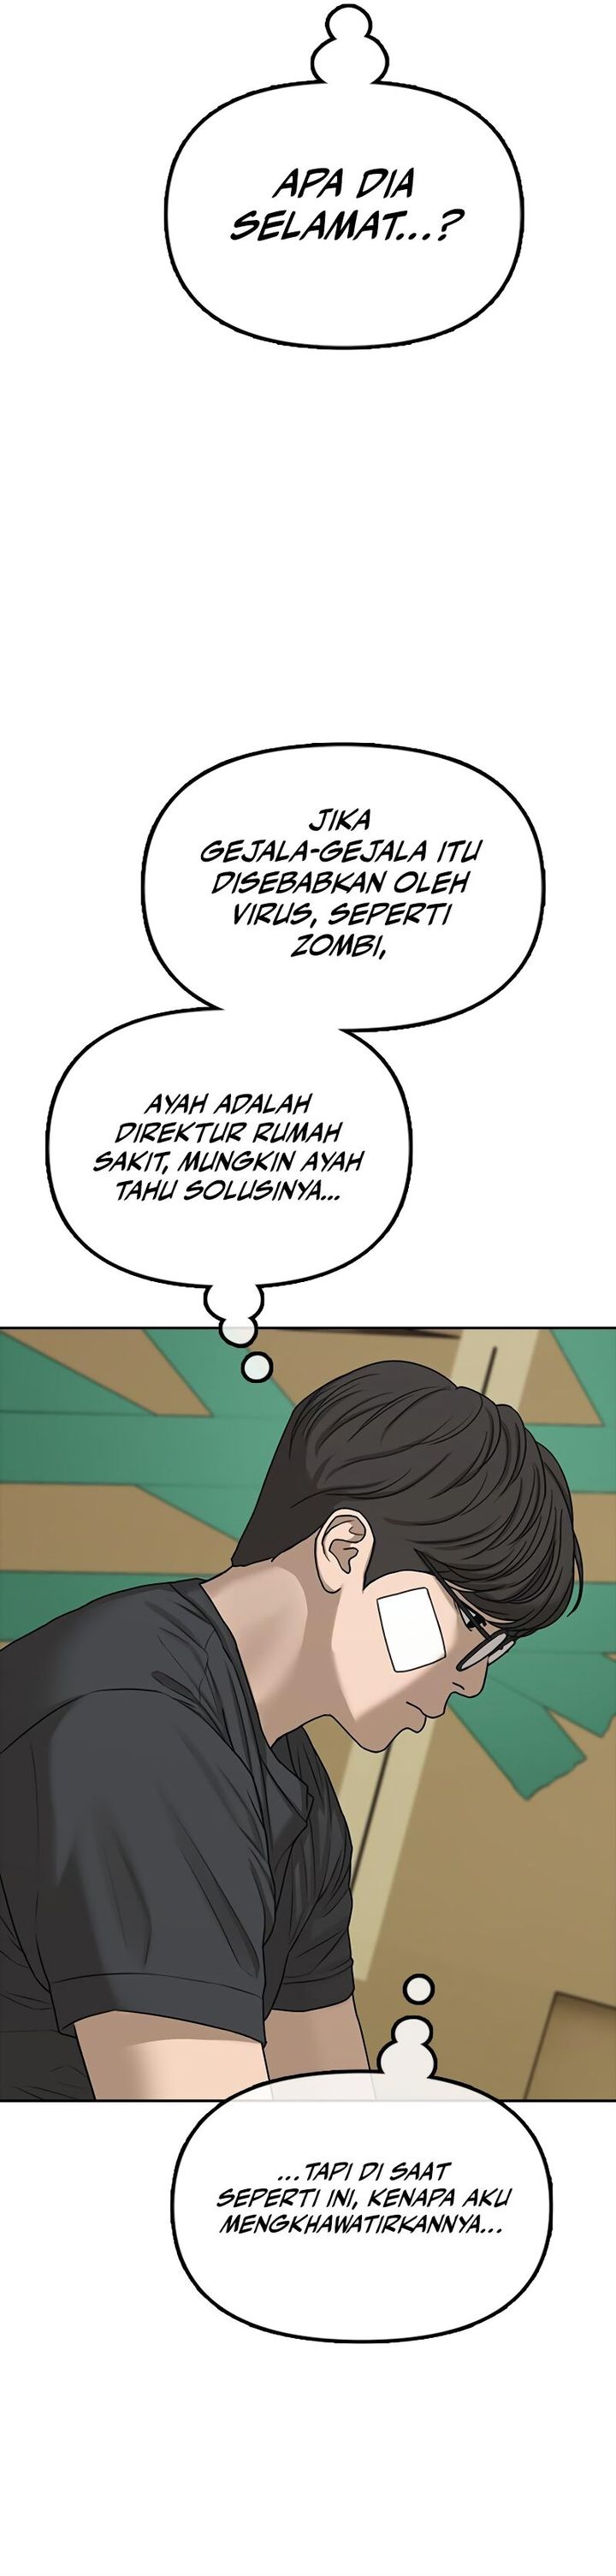 APA DIA
SELAMAT...?
JIKA
GEJALA-GEJALA ITU
DISEBABKAN OLEH
VIRUS, SEPERTI
ZOMBI,
AYAH ADALAH
DIREKTUR RUMAH
SAKIT, MUNGKIN AYAH
TAHU SOLUSINYA...
...TAPI DI SAAT
SEPERTI INI, KENAPA AKU
MENGKHAWATIRKANNYA...